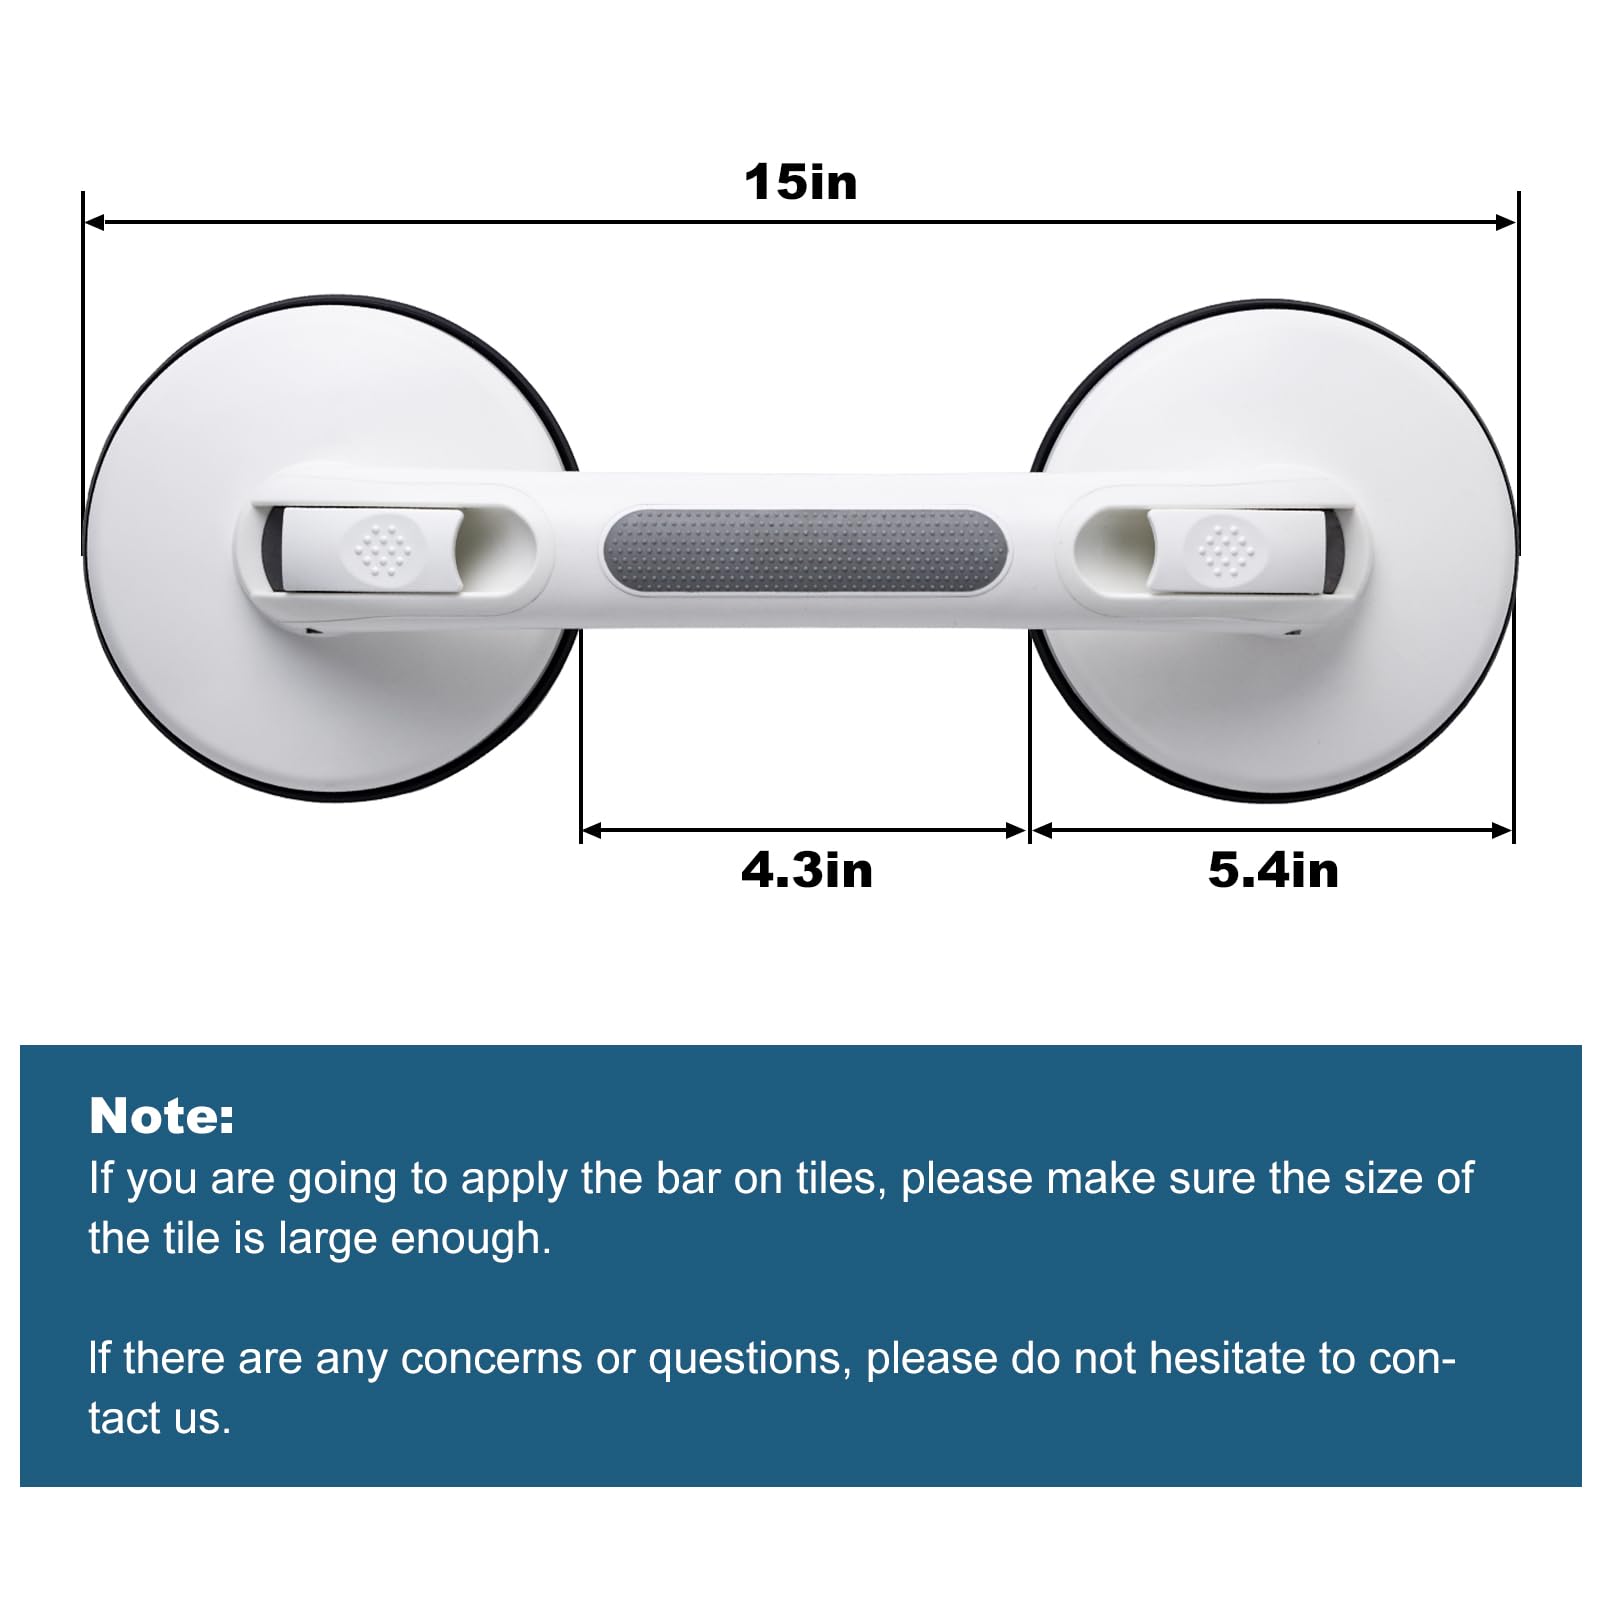 15in
4.3in
5.4in
Note:
If you are going to apply the bar on tiles, please make sure the size of
the tile is large enough.
If there are any concerns or questions, please do not hesitate to con-
tact us.